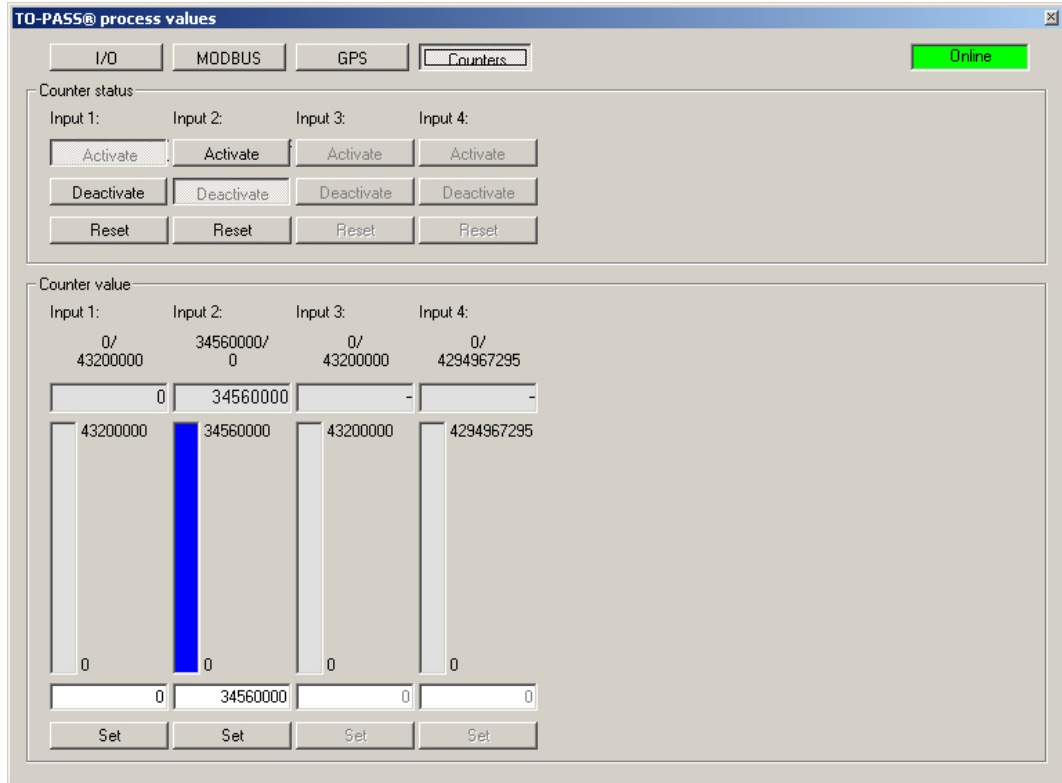 TO-PASS® process values
I/O MODBUS GPS Counters Online
Counter status
Input 1: Input 2: Input 3: Input 4:
Activate Activate Activate Activate
Deactivate Deactivate Deactivate Deactivate
Reset Reset Reset Reset
Counter value
Input 1: Input 2: Input 3: Input 4:
0/ 34560000/ 0/ 0/
43200000 0 43200000 4294967295
0 34560000 - -
43200000 34560000 43200000 4294967295
0 0 0 0
0 34560000 0 0
Set Set Set Set